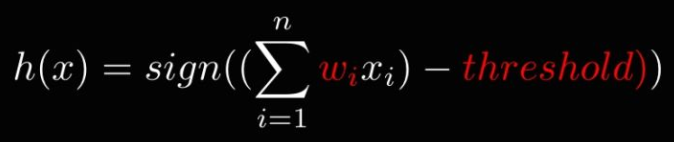 h(x) = sign((∑_{i=1}^{n} w_i x_i) − threshold))